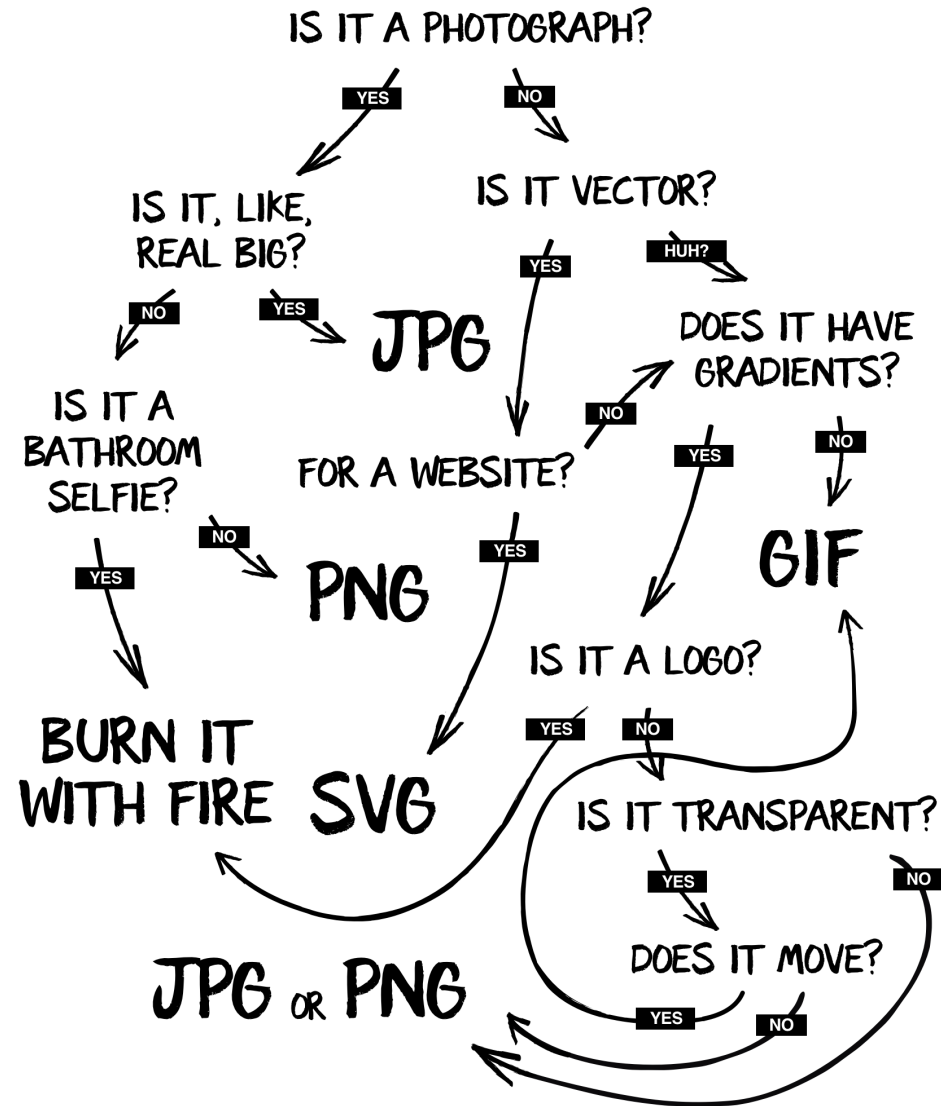 IS IT A PHOTOGRAPH?
YES
NO
IS IT, LIKE,
REAL BIG?
IS IT VECTOR?
NO
YES
JPG
YES
HUH?
DOES IT HAVE
GRADIENTS?
IS IT A
BATHROOM
SELFIE?
FOR A WEBSITE?
NO
YES
NO
GIF
YES
NO
PNG
YES
IS IT A LOGO?
BURN IT
WITH FIRE
SVG
YES
NO
IS IT TRANSPARENT?
YES
NO
DOES IT MOVE?
YES
NO
JPG OR PNG